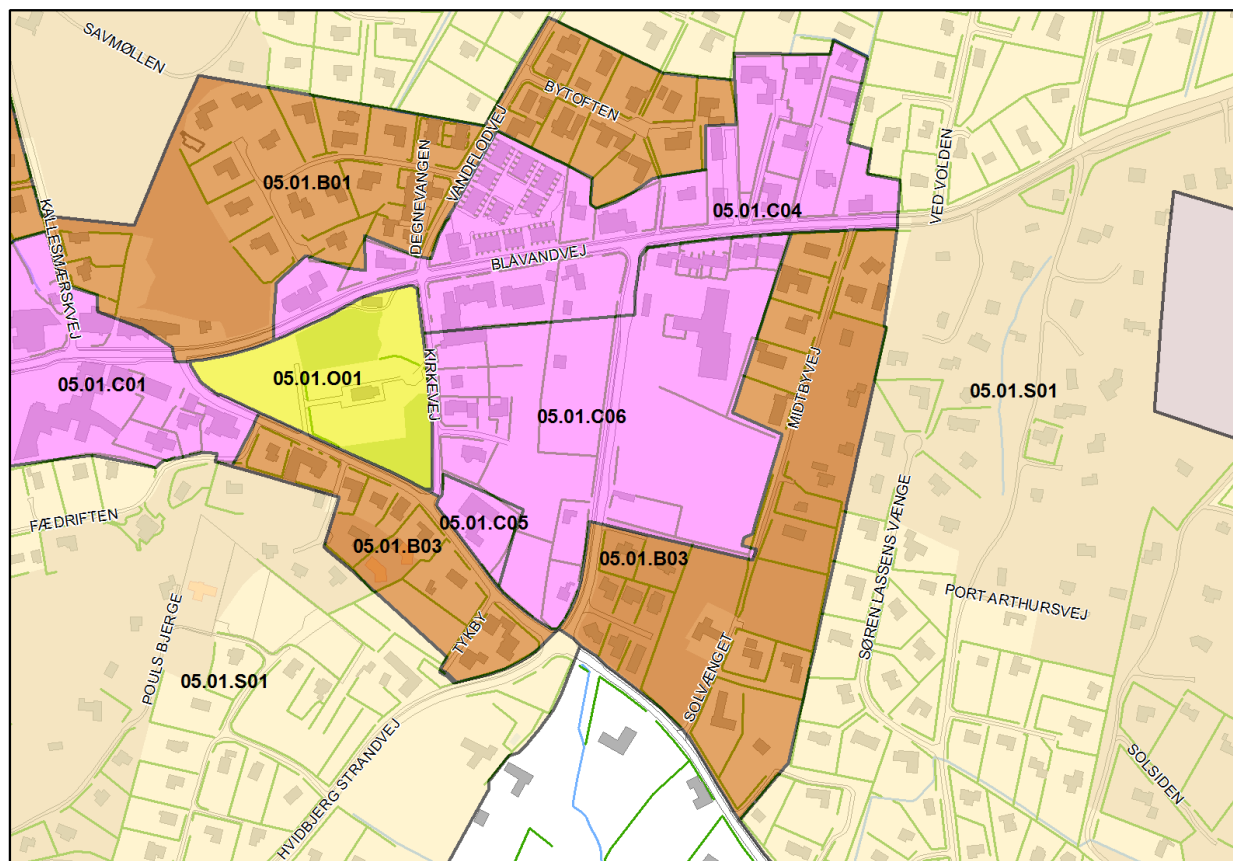 SAVMØLLEN
BYTOFTEN
VANDFLODVEJ
DEGNEVANGEN
05.01.B01
VED VOLDEN
05.01.C04
KALLESMÆRSKVEJ
BLÅVANDVEJ
05.01.C01
05.01.O01
KIRKEVEJ
05.01.C06
MIDTBYVEJ
05.01.S01
FÆDRIFTEN
05.01.C05
SØREN LASSENS VÆNGE
05.01.B03
05.01.B03
POULS BJERGE
TYKBY
PORT ARTHURSVEJ
05.01.S01
SOLVÆNGET
HVIDBJERG STRANDVEJ
SOLSIDEN